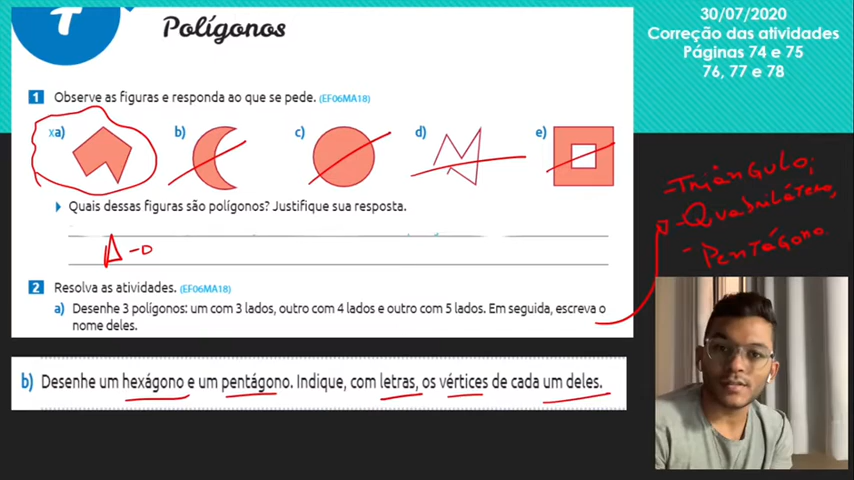 Polígonos
30/07/2020
Correção das atividades
Páginas 74 e 75
76, 77 e 78
1 Observe as figuras e responda ao que se pede. (EF06MA18)
xa) b) c) d) e)
Quais dessas figuras são polígonos? Justifique sua resposta.
- Triângulo;
- Quadrilátero,
- Pentágono.
2 Resolva as atividades. (EF06MA18)
a) Desenhe 3 polígonos: um com 3 lados, outro com 4 lados e outro com 5 lados. Em seguida, escreva o
nome deles.
b) Desenhe um hexágono e um pentágono. Indique, com letras, os vértices de cada um deles.